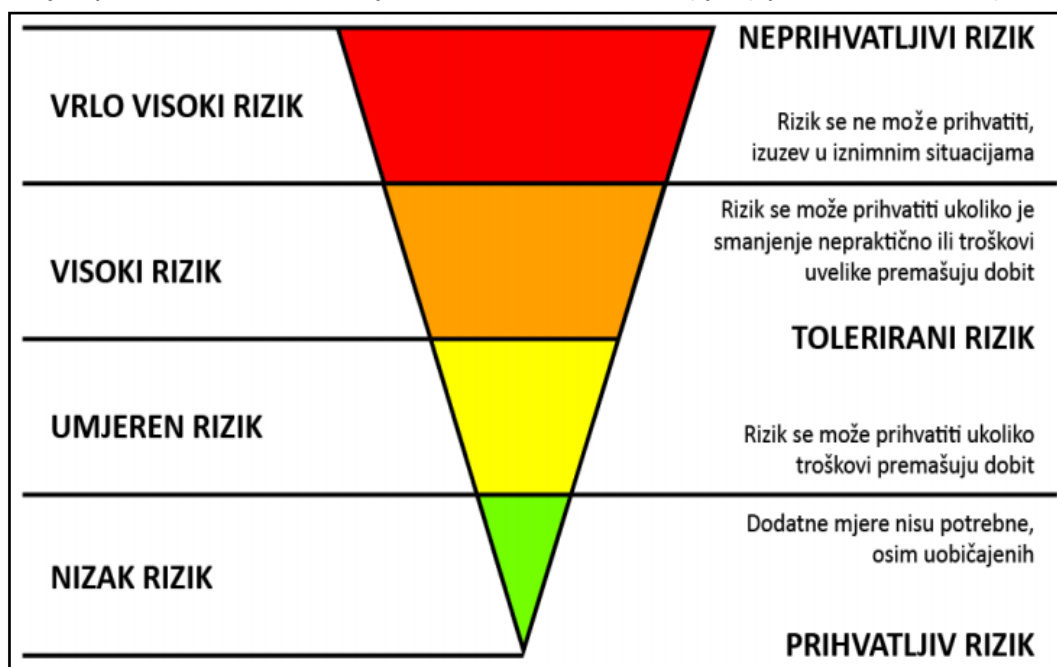 NEPRIHVATLJIVI RIZIK
VRLO VISOKI RIZIK
Rizik se ne može prihvatiti,
izuzev u iznimnim situacijama
Rizik se može prihvatiti ukoliko je
smanjenje nepraktično ili troškovi
uvelike premašuju dobit
VISOKI RIZIK
TOLERIRANI RIZIK
UMJEREN RIZIK
Rizik se može prihvatiti ukoliko
troškovi premašuju dobit
Dodatne mjere nisu potrebne,
osim uobičajenih
NIZAK RIZIK
PRIHVATLJIV RIZIK